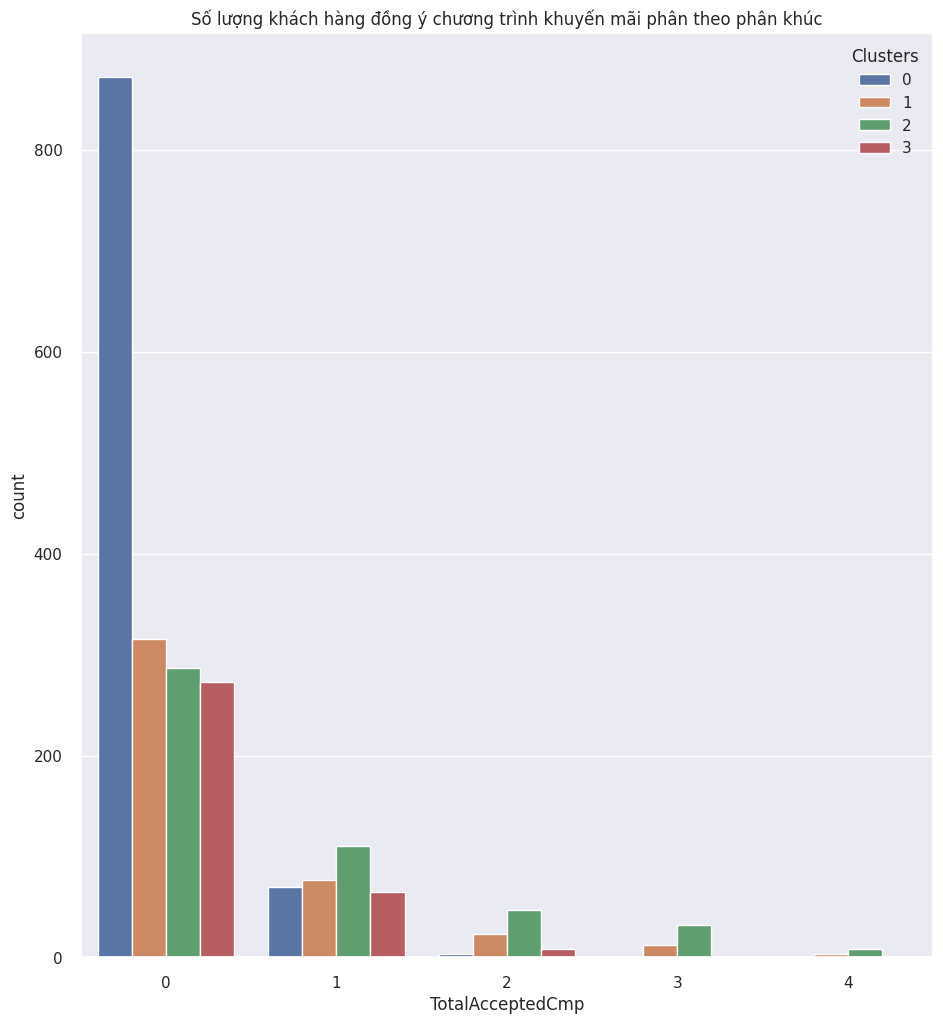 Số lượng khách hàng đồng ý chương trình khuyến mãi phân theo phân khúc
Clusters
0
1
2
3
800
600
400
200
0
count
0 1 2 3 4
TotalAcceptedCmp